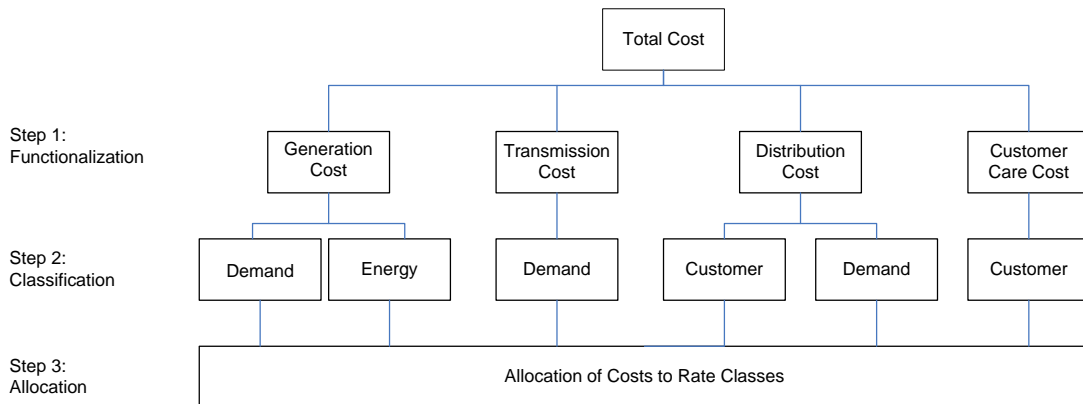 Total Cost
Step 1:
Functionalization
Generation
Cost
Transmission
Cost
Distribution
Cost
Customer
Care Cost
Step 2:
Classification
Demand
Energy
Demand
Customer
Demand
Customer
Step 3:
Allocation
Allocation of Costs to Rate Classes